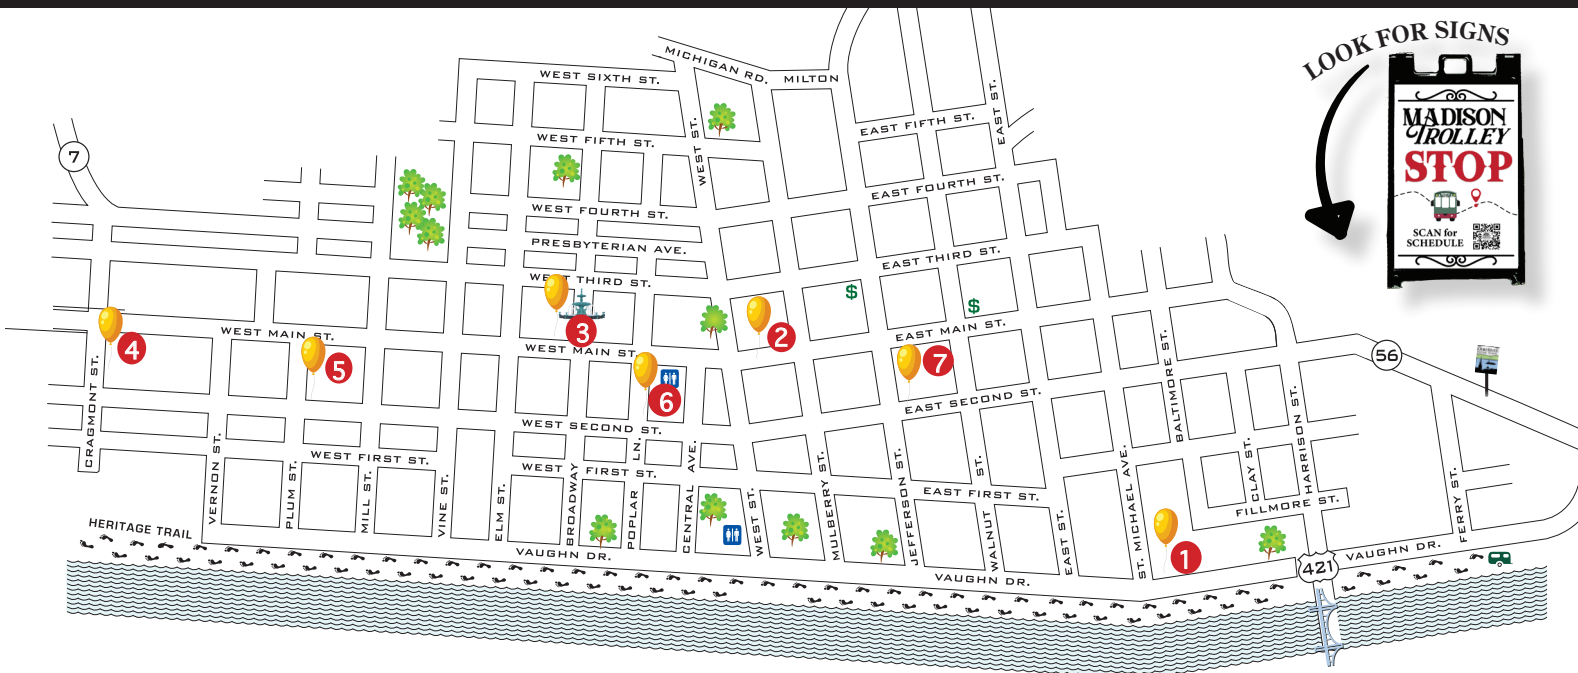 LOOK FOR SIGNS
MADISON
TROLLEY
STOP
SCAN for
SCHEDULE
MICHIGAN RD.
MILTON
WEST SIXTH ST.
EAST ST.
EAST FIFTH ST.
WEST ST.
WEST FIFTH ST.
7
EAST FOURTH ST.
WEST FOURTH ST.
PRESBYTERIAN AVE.
EAST THIRD ST.
WEST THIRD ST.
$
$
WEST MAIN ST.
3
2
EAST MAIN ST.
4
WEST MAIN ST.
5
7
56
6
BALTIMORE ST.
CRAGMONT ST.
EAST SECOND ST.
HARRISON ST.
WEST SECOND ST.
VERNON ST.
WEST FIRST ST.
PLUM ST.
MILL ST.
VINE ST.
ELM ST.
WEST FIRST ST.
BROADWAY
POPLAR LN.
CENTRAL AVE.
WEST ST.
MULBERRY ST.
JEFFERSON ST.
WALNUT ST.
EAST FIRST ST.
EAST ST.
ST. MICHAEL AVE.
CLAY ST.
FILLMORE ST.
FERRY ST.
HERITAGE TRAIL
VAUGHN DR.
1
421
VAUGHN DR.
VAUGHN DR.